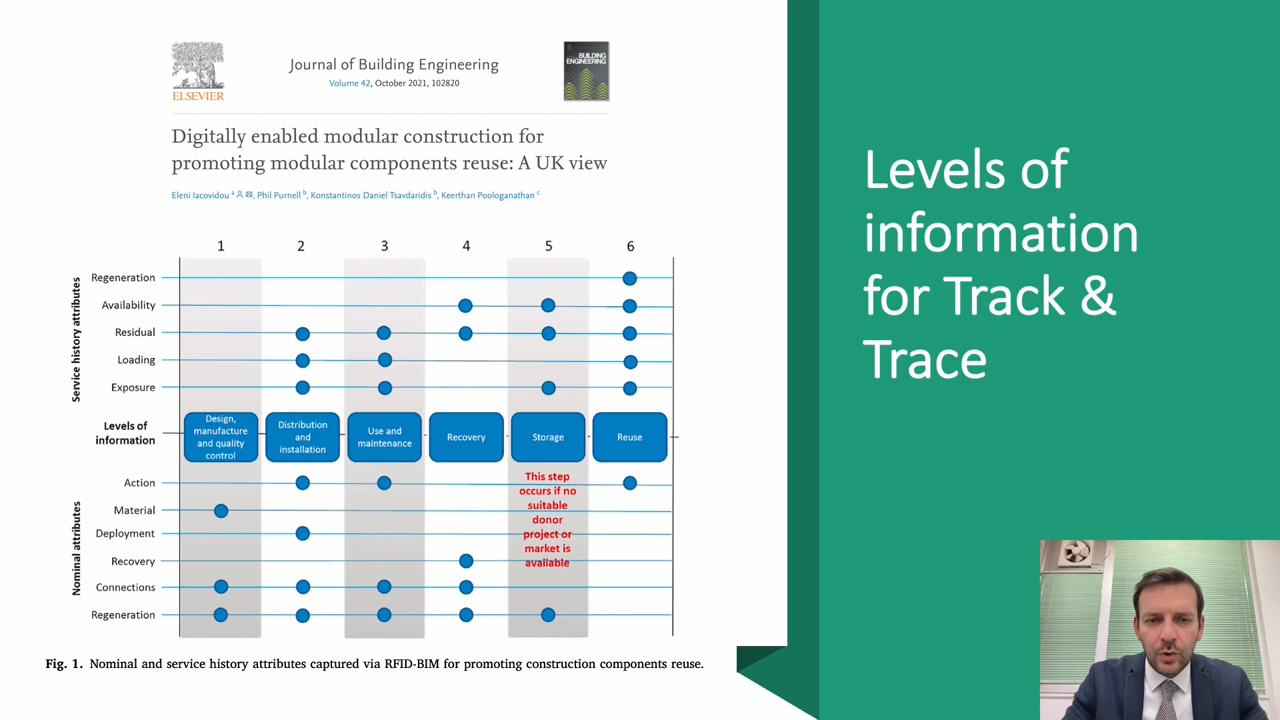 ELSEVIER
Journal of Building Engineering
Volume 42, October 2021, 102820
BUILDING
ENGINEERING
Digitally enabled modular construction for
promoting modular components reuse: A UK view
Eleni Iacovidou a, Phil Purnell b, Konstantinos Daniel Tsavdaridis b, Keerthan Poologanathan c
1 2 3 4 5 6
Service history attributes
Regeneration
Availability
Residual
Loading
Exposure
Levels of
information
Design,
manufacture
and quality
control
Distribution
and
installation
Use and
maintenance
Recovery
Storage
Reuse
Nominal attributes
Action
Material
Deployment
Recovery
Connections
Regeneration
This step
occurs if no
suitable
donor
project or
market is
available
Fig. 1. Nominal and service history attributes captured via RFID-BIM for promoting construction components reuse.
Levels of
information
for Track &
Trace